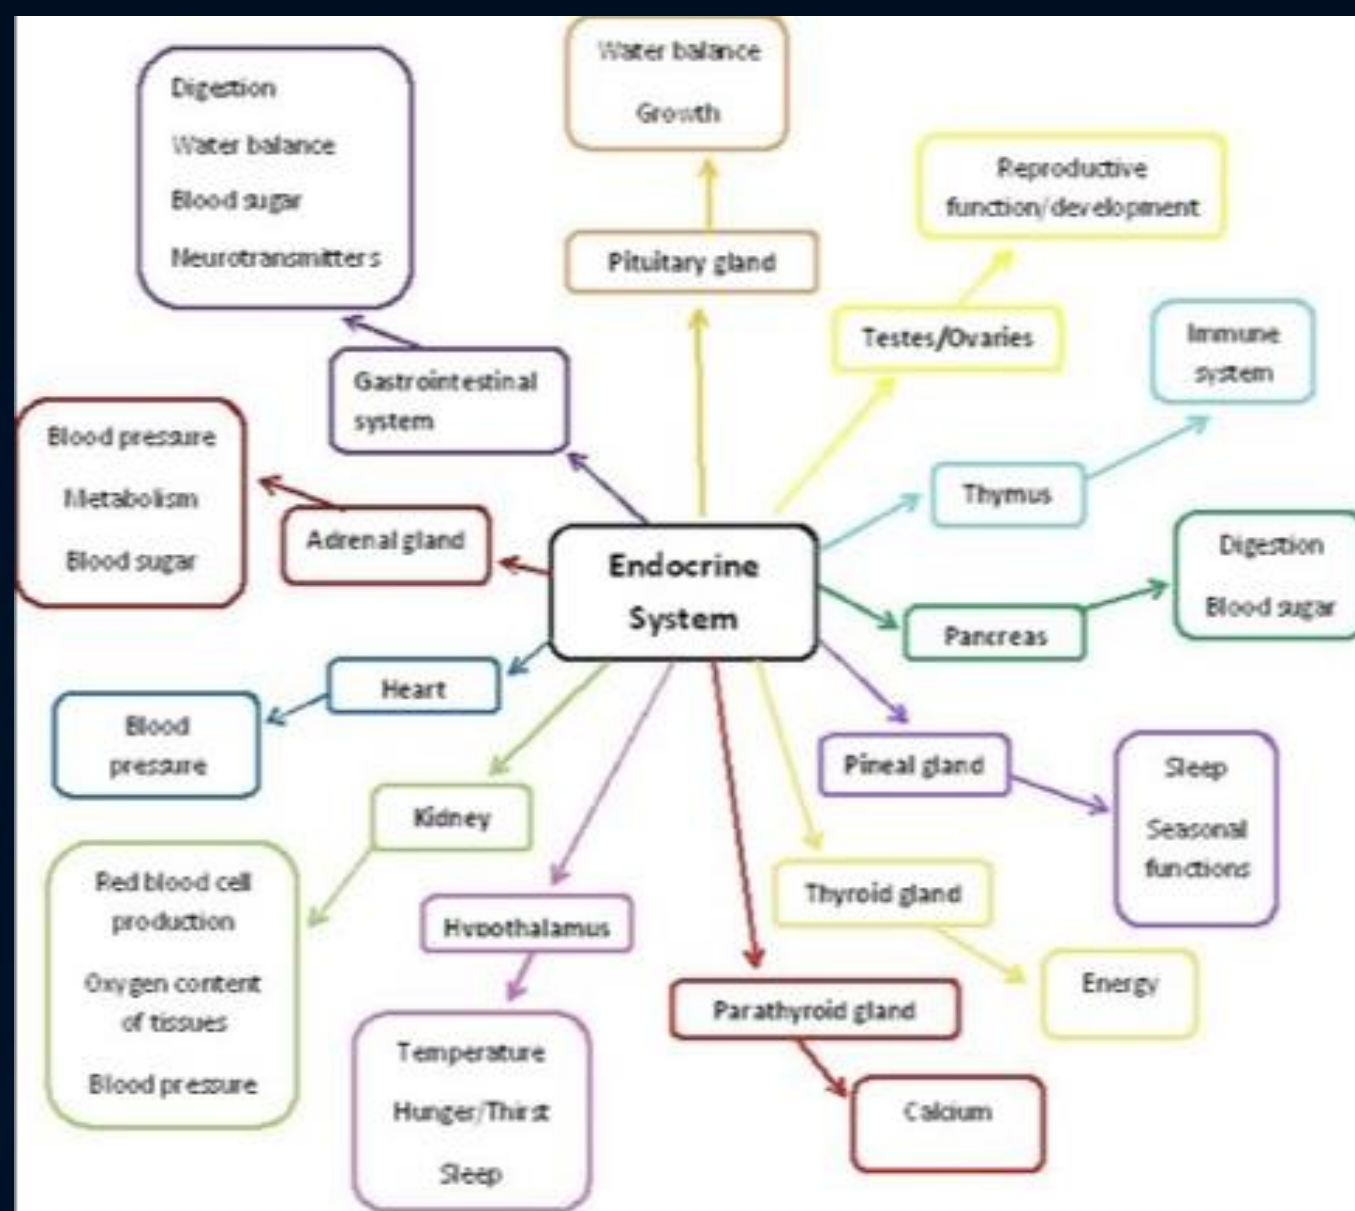 Water balance
Growth
Pituitary gland
Digestion
Water balance
Blood sugar
Neurotransmitters
Gastrointestinal
system
Reproductive
function/development
Testes/Ovaries
Immune
system
Thymus
Blood pressure
Metabolism
Blood sugar
Adrenal gland
Endocrine
System
Digestion
Blood sugar
Pancreas
Heart
Blood
pressure
Pineal gland
Sleep
Seasonal
functions
Kidney
Red blood cell
production
Oxygen content
of tissues
Blood pressure
Hypothalamus
Temperature
Hunger/Thirst
Sleep
Thyroid gland
Energy
Parathyroid gland
Calcium